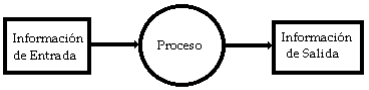 Información
de Entrada
Proceso
Información
de Salida